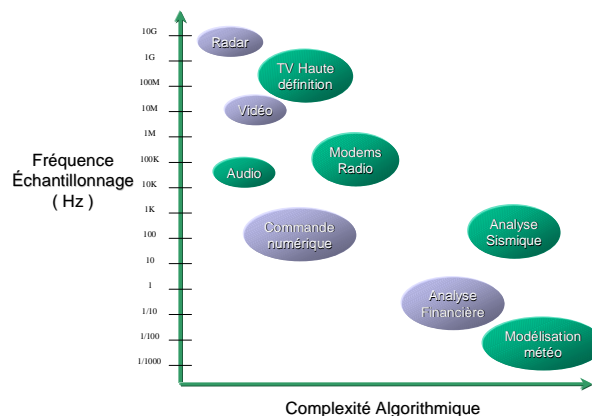 10G
1G
100M
10M
1M
100K
10K
1K
100
10
1
1/10
1/100
1/1000
Fréquence
Échantillonnage
( Hz )
Radar
TV Haute
définition
Vidéo
Modems
Radio
Audio
Commande
numérique
Analyse
Sismique
Analyse
Financière
Modélisation
météo
Complexité Algorithmique